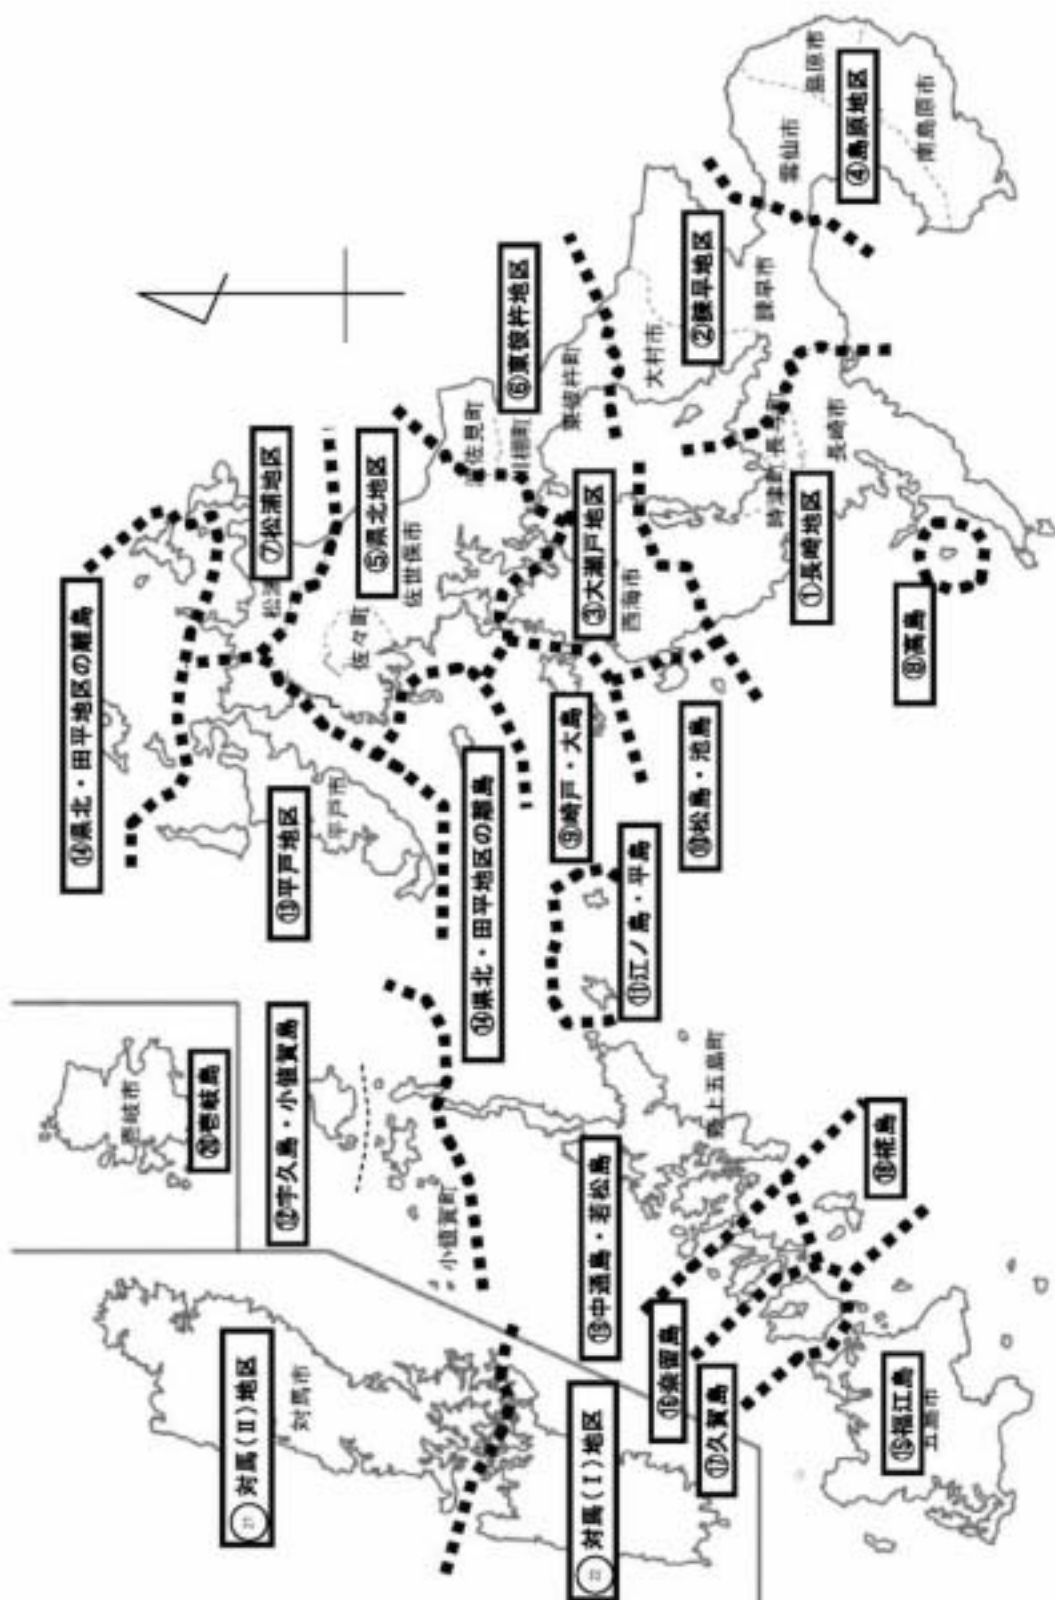 ⑭県北・田平地区の離島
⑦松浦地区
松浦
⑤県北地区
佐世保市
佐々町
⑥東彼杵地区
佐見町
川棚町
東彼杵町
大村市
②諫早地区
諫早市
雲仙市
島原市
④島原地区
南島原市
③大瀬戸地区
西海市
時津町
長与町
長崎市
①長崎地区
⑧高島
⑬平戸地区
平戸市
⑭県北・田平地区の離島
⑨崎戸・大島
⑩松島・池島
⑪江ノ島・平島
⑳壱岐島
壱岐市
⑫宇久島・小値賀島
小値賀町
⑲中通島・若松島
新上五島町
⑱椛島
⑯奈留島
⑰久賀島
⑮福江島
五島市
21 対馬(Ⅱ)地区
対馬市
22 対馬(Ⅰ)地区